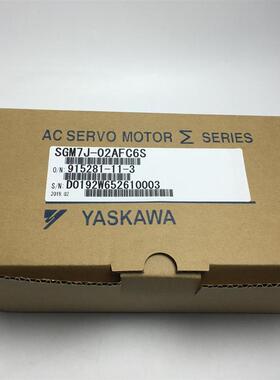 AC SERVO MOTOR Σ SERIES
SGM7J-02AFC6S
O/N: 915281-11-3
S/N: D0192W652610003
2019. 02
YASKAWA